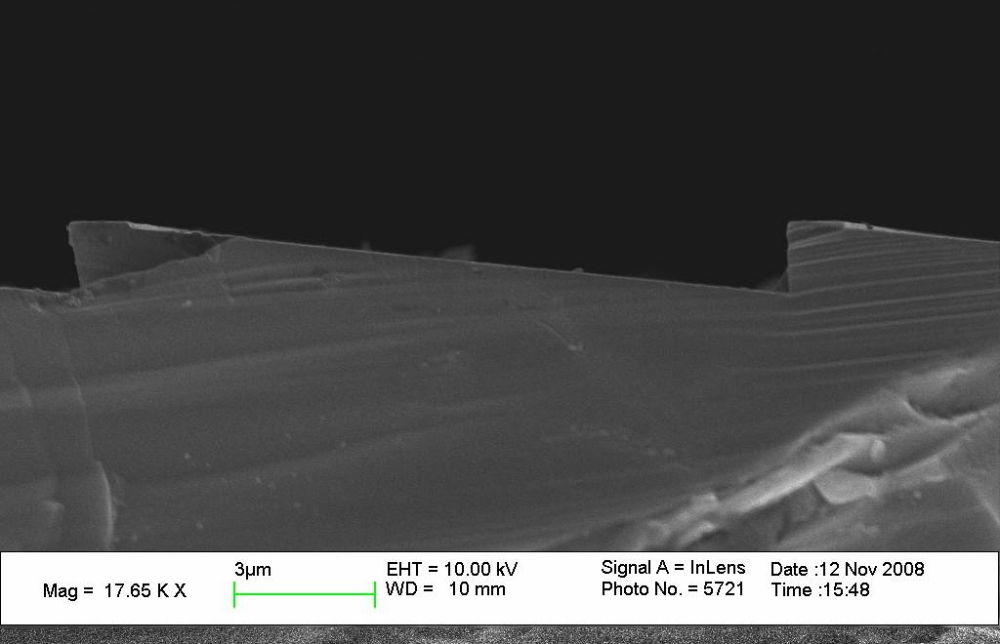 Mag = 17.65 K X
3µm
EHT = 10.00 kV
WD = 10 mm
Signal A = InLens
Photo No. = 5721
Date :12 Nov 2008
Time :15:48